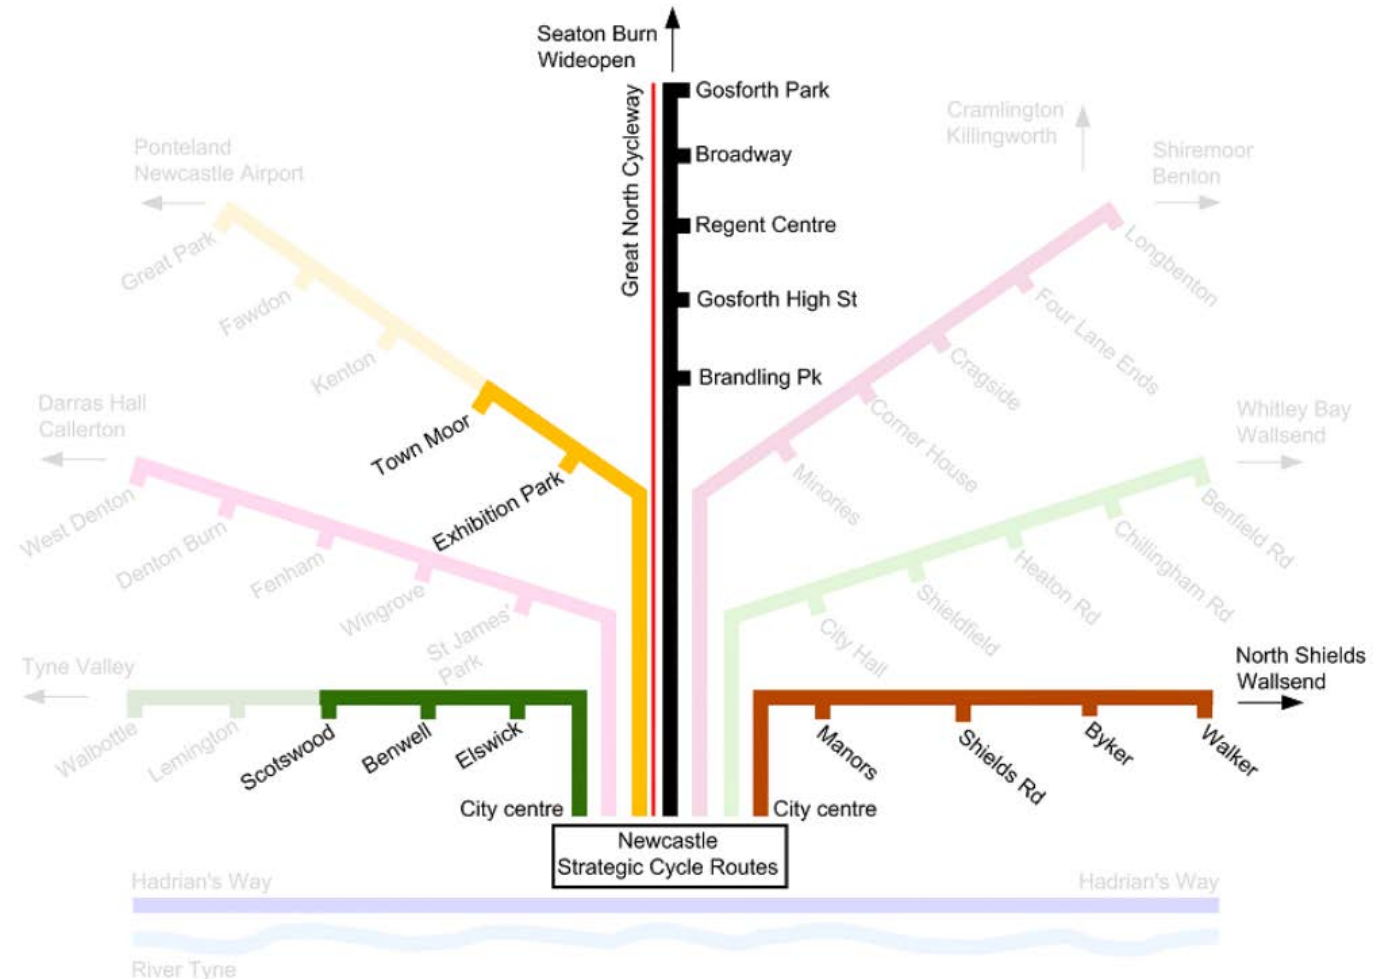 Seaton Burn
Wideopen
Great North Cycleway
Gosforth Park
Broadway
Regent Centre
Gosforth High St
Brandling Pk
Ponteland
Newcastle Airport
Great Park
Fawdon
Kenton
Town Moor
Exhibition Park
Cramlington
Killingworth
Shiremoor
Benton
Longbenton
Four Lane Ends
Cragside
Corner House
Minories
Darras Hall
Callerton
West Denton
Denton Burn
Fenham
Wingrove
St James'
Park
Whitley Bay
Wallsend
Benfield Rd
Chillingham Rd
Heaton Rd
Shieldfield
City Hall
Tyne Valley
Walbottle
Lemington
Scotswood
Benwell
Elswick
City centre
North Shields
Wallsend
Manors
Shields Rd
Byker
Walker
City centre
Newcastle
Strategic Cycle Routes
Hadrian's Way
Hadrian's Way
River Tyne